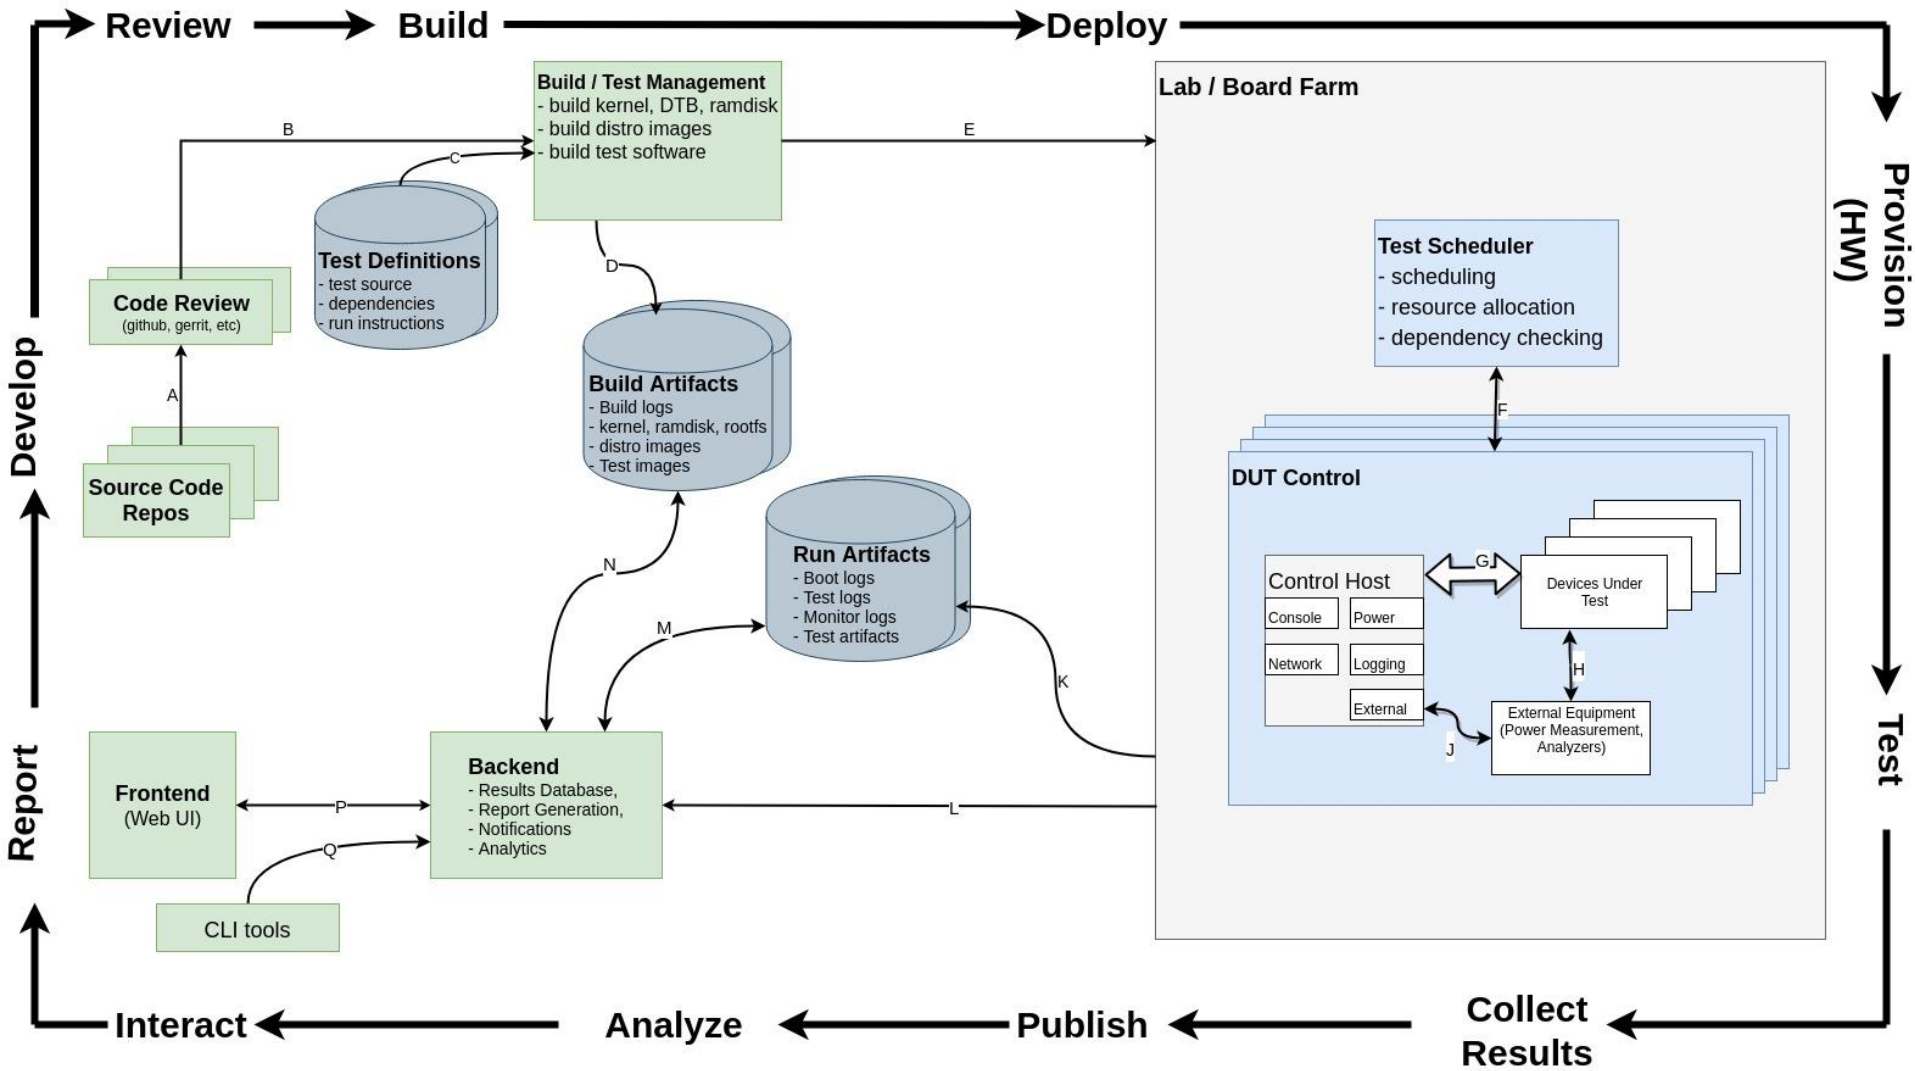 Review
Build
Deploy
Provision
(HW)
Test
Collect
Results
Publish
Analyze
Interact
Report
Develop
Build / Test Management
- build kernel, DTB, ramdisk
- build distro images
- build test software
B
C
E
Test Definitions
- test source
- dependencies
- run instructions
Code Review
(github, gerrit, etc)
A
Source Code
Repos
D
Build Artifacts
- Build logs
- kernel, ramdisk, rootfs
- distro images
- Test images
N
M
Run Artifacts
- Boot logs
- Test logs
- Monitor logs
- Test artifacts
K
L
Lab / Board Farm
Test Scheduler
- scheduling
- resource allocation
- dependency checking
F
DUT Control
Control Host
Console
Power
Network
Logging
External
G
Devices Under
Test
H
J
External Equipment
(Power Measurement,
Analyzers)
Frontend
(Web UI)
P
Q
Backend
- Results Database,
- Report Generation,
- Notifications
- Analytics
CLI tools